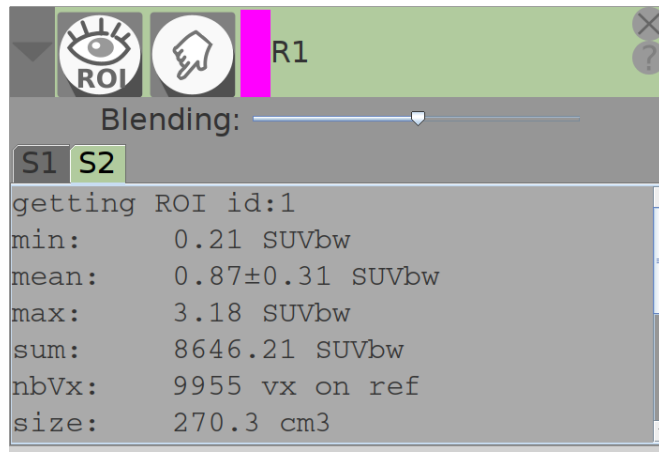 ROI
R1
?
Blending:
S1 S2
getting ROI id:1
min: 0.21 SUVbw
mean: 0.87±0.31 SUVbw
max: 3.18 SUVbw
sum: 8646.21 SUVbw
nbVx: 9955 vx on ref
size: 270.3 cm3